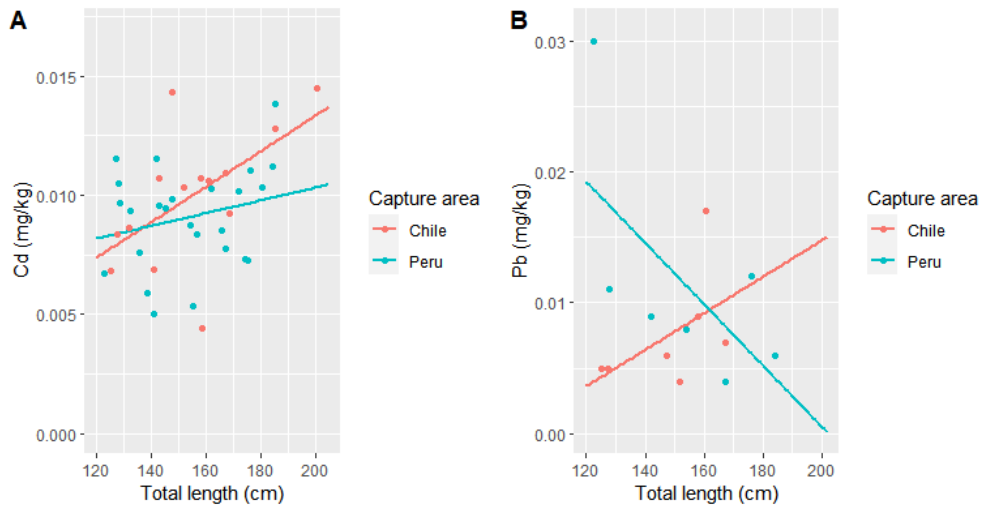 A
0.015
0.010
0.005
0.000
Cd (mg/kg)
120 140 160 180 200
Total length (cm)
Capture area
Chile
Peru
B
0.03
0.02
0.01
0.00
Pb (mg/kg)
120 140 160 180 200
Total length (cm)
Capture area
Chile
Peru